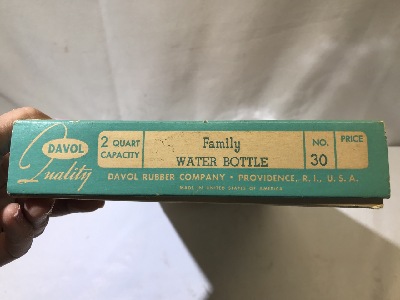 DAVOL
Quality
2 QUART
CAPACITY
Family
WATER BOTTLE
NO.
30
PRICE
DAVOL RUBBER COMPANY • PROVIDENCE, R. I., U. S. A.
MADE IN UNITED STATES OF AMERICA